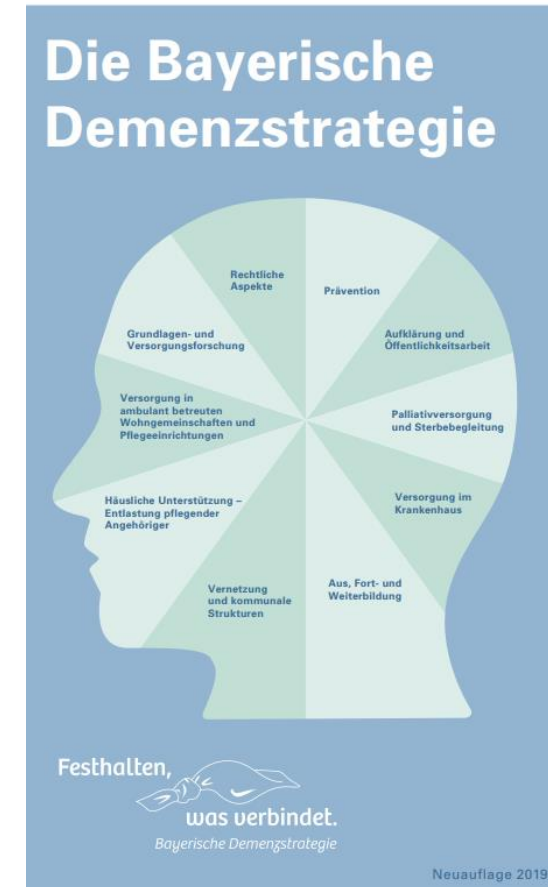 Die Bayerische
Demenzstrategie
Rechtliche
Aspekte
Prävention
Grundlagen- und
Versorgungsforschung
Aufklärung und
Öffentlichkeitsarbeit
Versorgung in
ambulant betreuten
Wohngemeinschaften und
Pflegeeinrichtungen
Palliativversorgung
und Sterbebegleitung
Häusliche Unterstützung –
Entlastung pflegender
Angehöriger
Versorgung im
Krankenhaus
Vernetzung
und kommunale
Strukturen
Aus, Fort- und
Weiterbildung
Festhalten,
was verbindet.
Bayerische Demenzstrategie
Neuauflage 2019